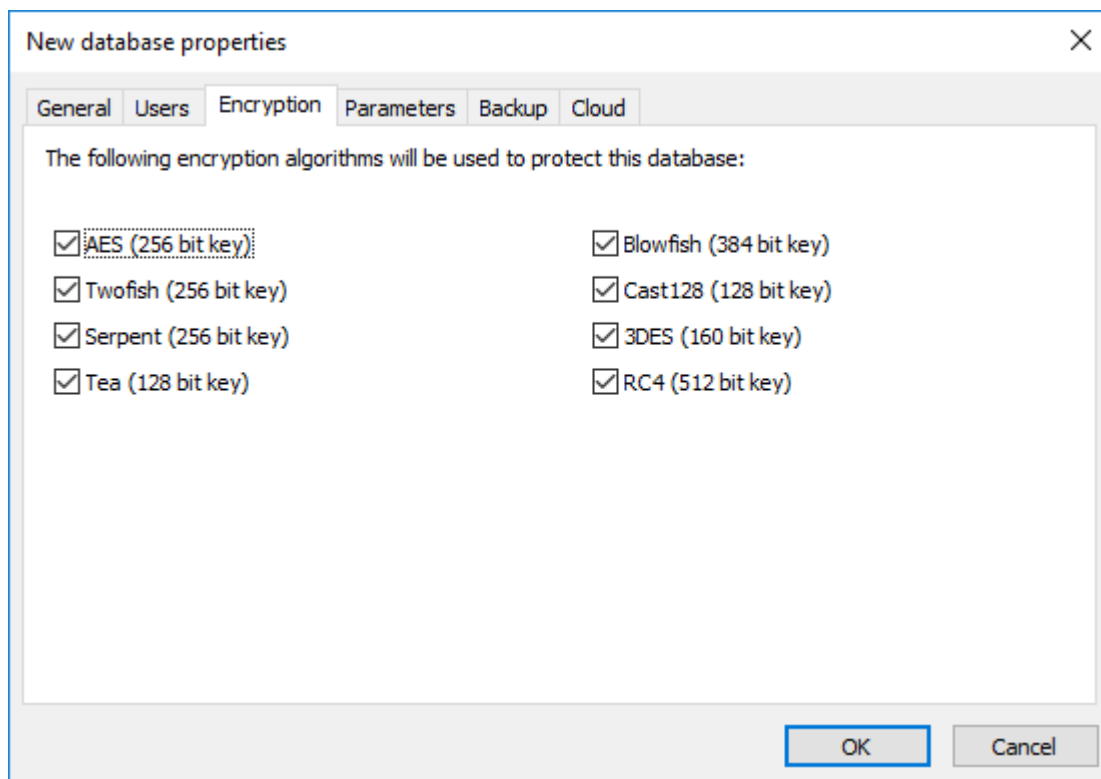 New database properties
General Users Encryption Parameters Backup Cloud
The following encryption algorithms will be used to protect this database:
AES (256 bit key)
Blowfish (384 bit key)
Twofish (256 bit key)
Cast128 (128 bit key)
Serpent (256 bit key)
3DES (160 bit key)
Tea (128 bit key)
RC4 (512 bit key)
OK Cancel